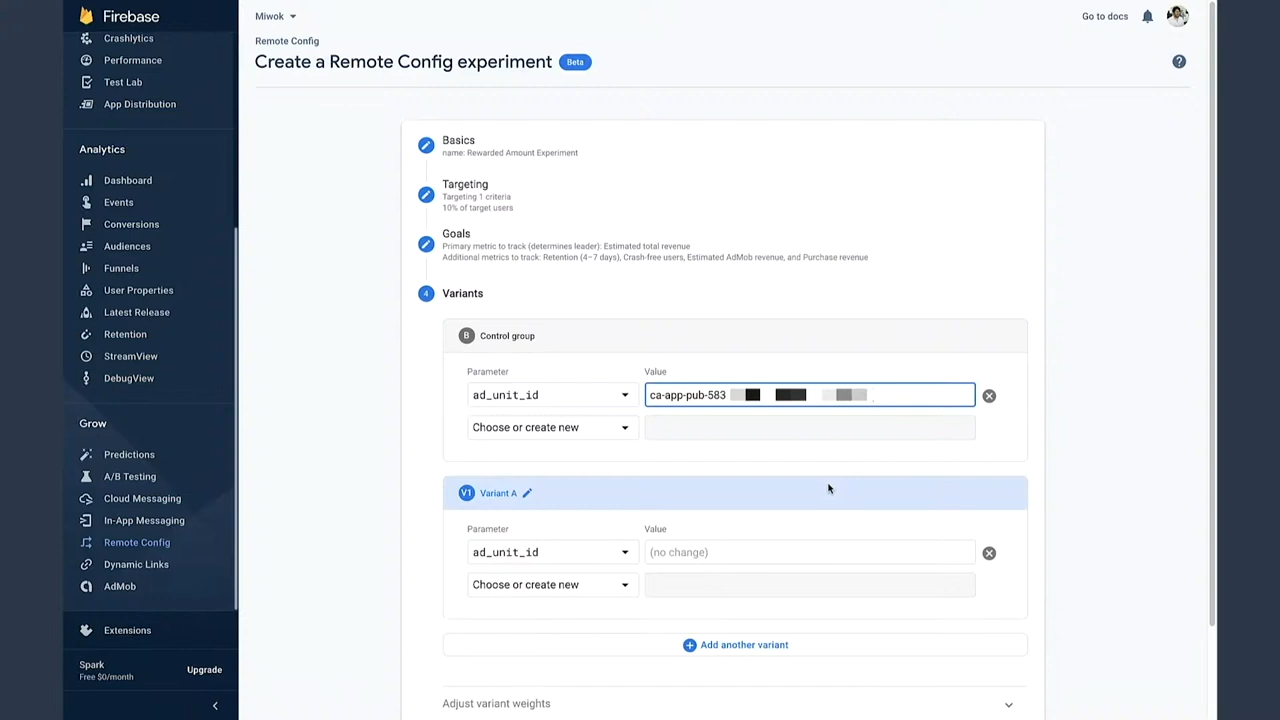 Firebase
Crashlytics
Performance
Test Lab
App Distribution
Analytics
Dashboard
Events
Conversions
Audiences
Funnels
User Properties
Latest Release
Retention
StreamView
DebugView
Grow
Predictions
A/B Testing
Cloud Messaging
In-App Messaging
Remote Config
Dynamic Links
AdMob
Extensions
Spark
Free $0/month
Upgrade
Miwok
Go to docs
Remote Config
Create a Remote Config experiment Beta
Basics
name: Rewarded Amount Experiment
Targeting
Targeting 1 criteria
10% of target users
Goals
Primary metric to track (determines leader): Estimated total revenue
Additional metrics to track: Retention (4–7 days), Crash-free users, Estimated AdMob revenue, and Purchase revenue
4 Variants
B Control group
Parameter Value
ad_unit_id ca-app-pub-583
Choose or create new
V1 Variant A
Parameter Value
ad_unit_id (no change)
Choose or create new
Add another variant
Adjust variant weights